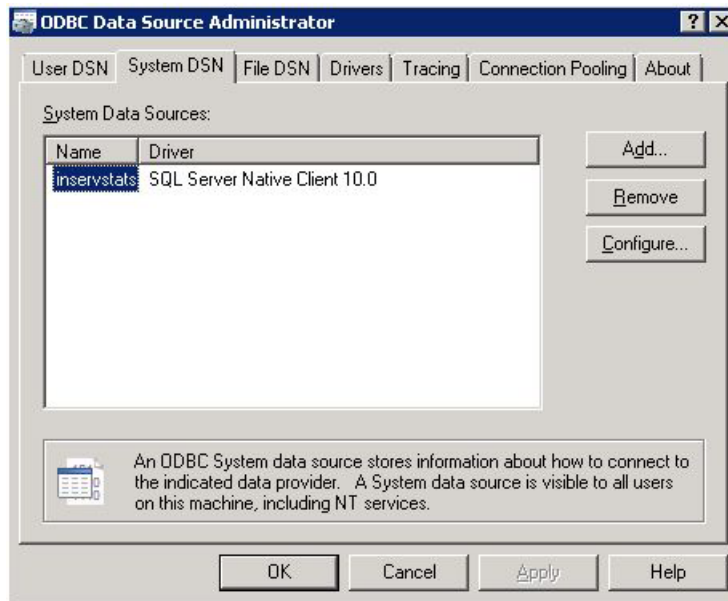 ODBC Data Source Administrator
User DSN System DSN File DSN Drivers Tracing Connection Pooling About
System Data Sources:
Name Driver
inservstats SQL Server Native Client 10.0
Add...
Remove
Configure...
An ODBC System data source stores information about how to connect to
the indicated data provider. A System data source is visible to all users
on this machine, including NT services.
OK Cancel Apply Help